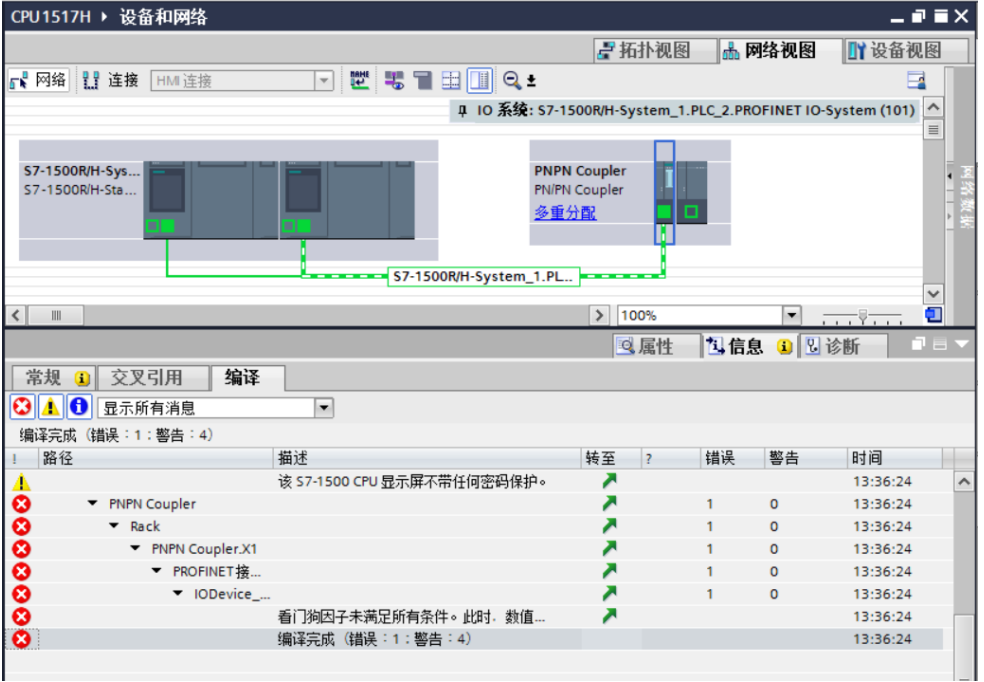 CPU1517H ▸ 设备和网络
拓扑视图 网络视图 设备视图
网络 连接 HMI 连接
IO 系统: S7-1500R/H-System_1.PLC_2.PROFINET IO-System (101)
S7-1500R/H-Sys...
S7-1500R/H-Sta...
PNPN Coupler
PN/PN Coupler
多重分配
网络数据
S7-1500R/H-System_1.PL...
100%
属性 信息 诊断
常规 交叉引用 编译
显示所有消息
编译完成（错误：1；警告：4）
! 路径 描述 转至 ? 错误 警告 时间
该 S7-1500 CPU 显示屏不带任何密码保护。 13:36:24
PNPN Coupler 1 0 13:36:24
Rack 1 0 13:36:24
PNPN Coupler.X1 1 0 13:36:24
PROFINET接... 1 0 13:36:24
IODevice_... 1 0 13:36:24
看门狗因子未满足所有条件。此时，数值... 13:36:24
编译完成（错误：1；警告：4） 13:36:24